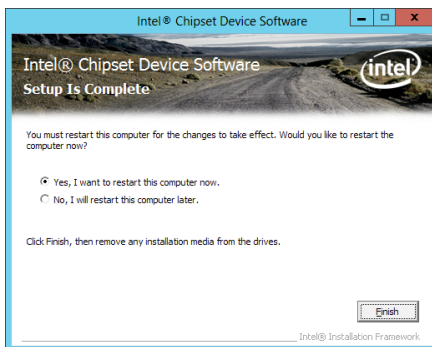 Intel® Chipset Device Software
Intel® Chipset Device Software
intel®
Setup Is Complete
You must restart this computer for the changes to take effect. Would you like to restart the
computer now?
Yes, I want to restart this computer now.
No, I will restart this computer later.
Click Finish, then remove any installation media from the drives.
Finish
Intel® Installation Framework